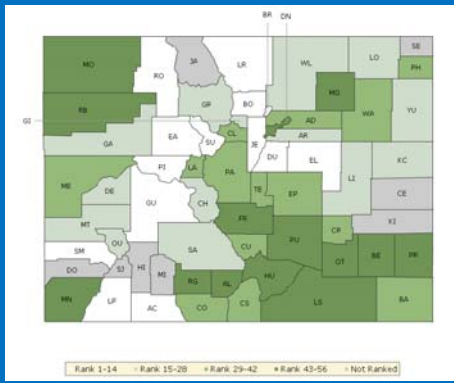 BR DN
MO RO JA LR WL LO SE
PH
RB GR BO MG WA YU
GI CL AD
GA EA SU JE AR
DU EL LI KC
PI LA PA
ME DE GU CH TE EP CE
MT PU CR KI
OU SA CU
SM OT BE PR
DO SJ HI MI RG AL HU LS
MN LP AC CO CS BA
Rank 1-14 Rank 15-28 Rank 29-42 Rank 43-56 Not Ranked